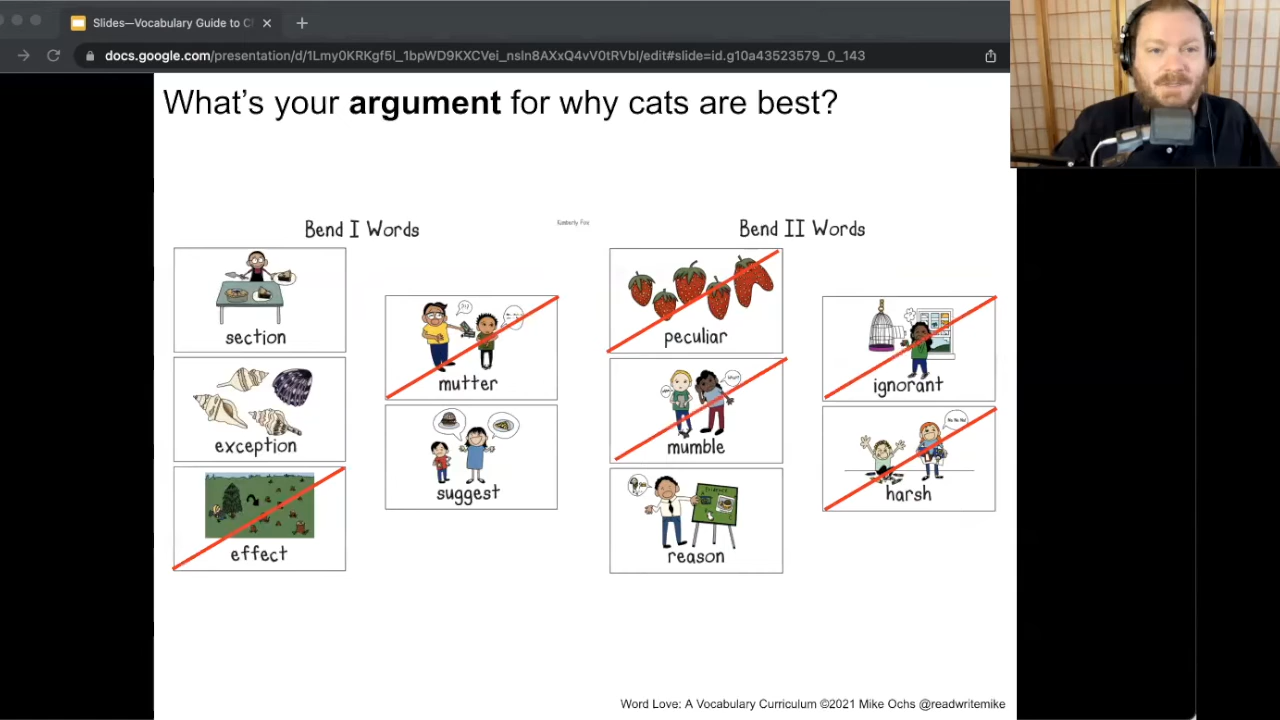 Slides—Vocabulary Guide to C
docs.google.com/presentation/d/1Lmy0KRKgf5l_1bpWD9KXCVei_nsln8AXxQ4vV0tRVbI/edit#slide=id.g10a43523579_0_143
What's your argument for why cats are best?
Bend I Words
Kimberly Fox
Bend II Words
section
mutter
exception
suggest
effect
peculiar
ignorant
mumble
harsh
reason
Word Love: A Vocabulary Curriculum ©2021 Mike Ochs @readwritemike